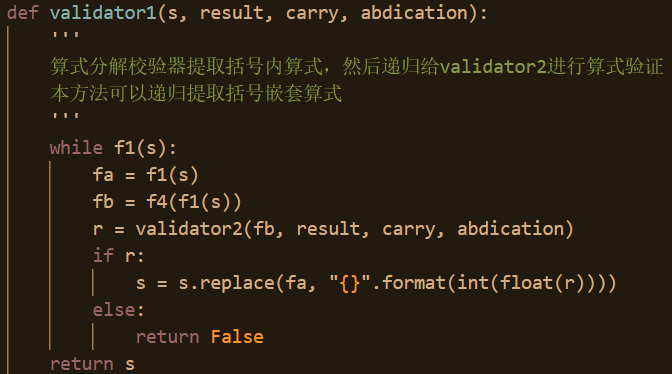 def validator1(s, result, carry, abdication):
    '''
    算式分解校验器提取括号内算式，然后递归给validator2进行算式验证
    本方法可以递归提取括号嵌套算式
    '''
    while f1(s):
        fa = f1(s)
        fb = f4(f1(s))
        r = validator2(fb, result, carry, abdication)
        if r:
            s = s.replace(fa, "{}".format(int(float(r))))
        else:
            return False
    return s